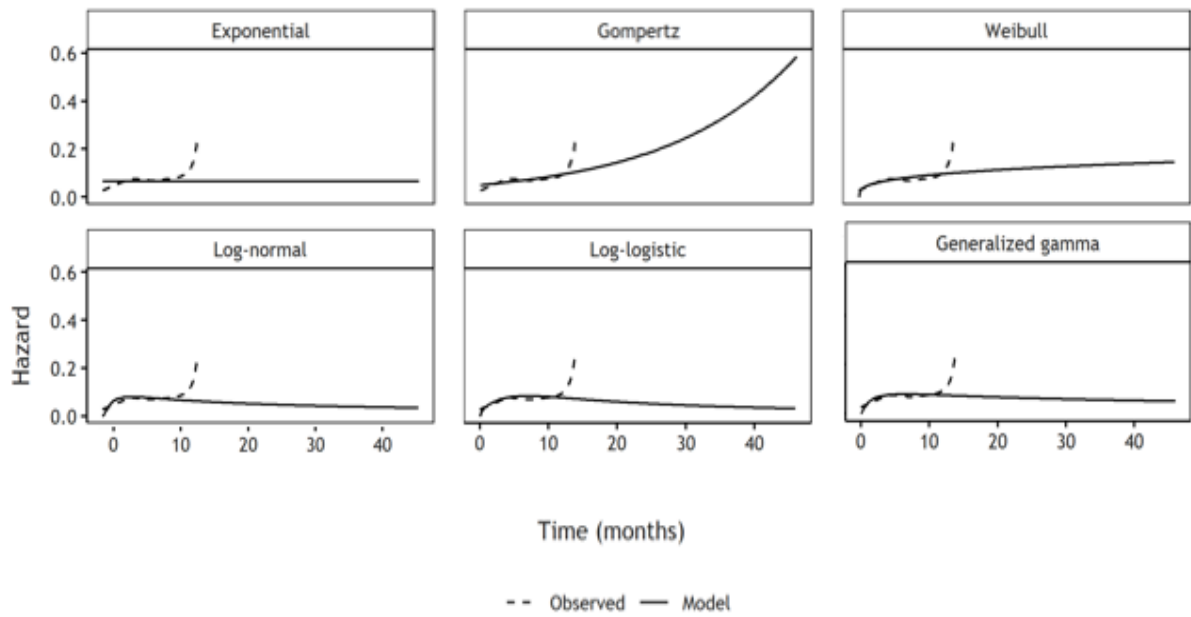 Exponential
Gompertz
Weibull
0.6
0.4
0.2
0.0
Log-normal
Log-logistic
Generalized gamma
0.6
0.4
0.2
0.0
Hazard
0 10 20 30 40
0 10 20 30 40
0 10 20 30 40
Time (months)
Observed Model